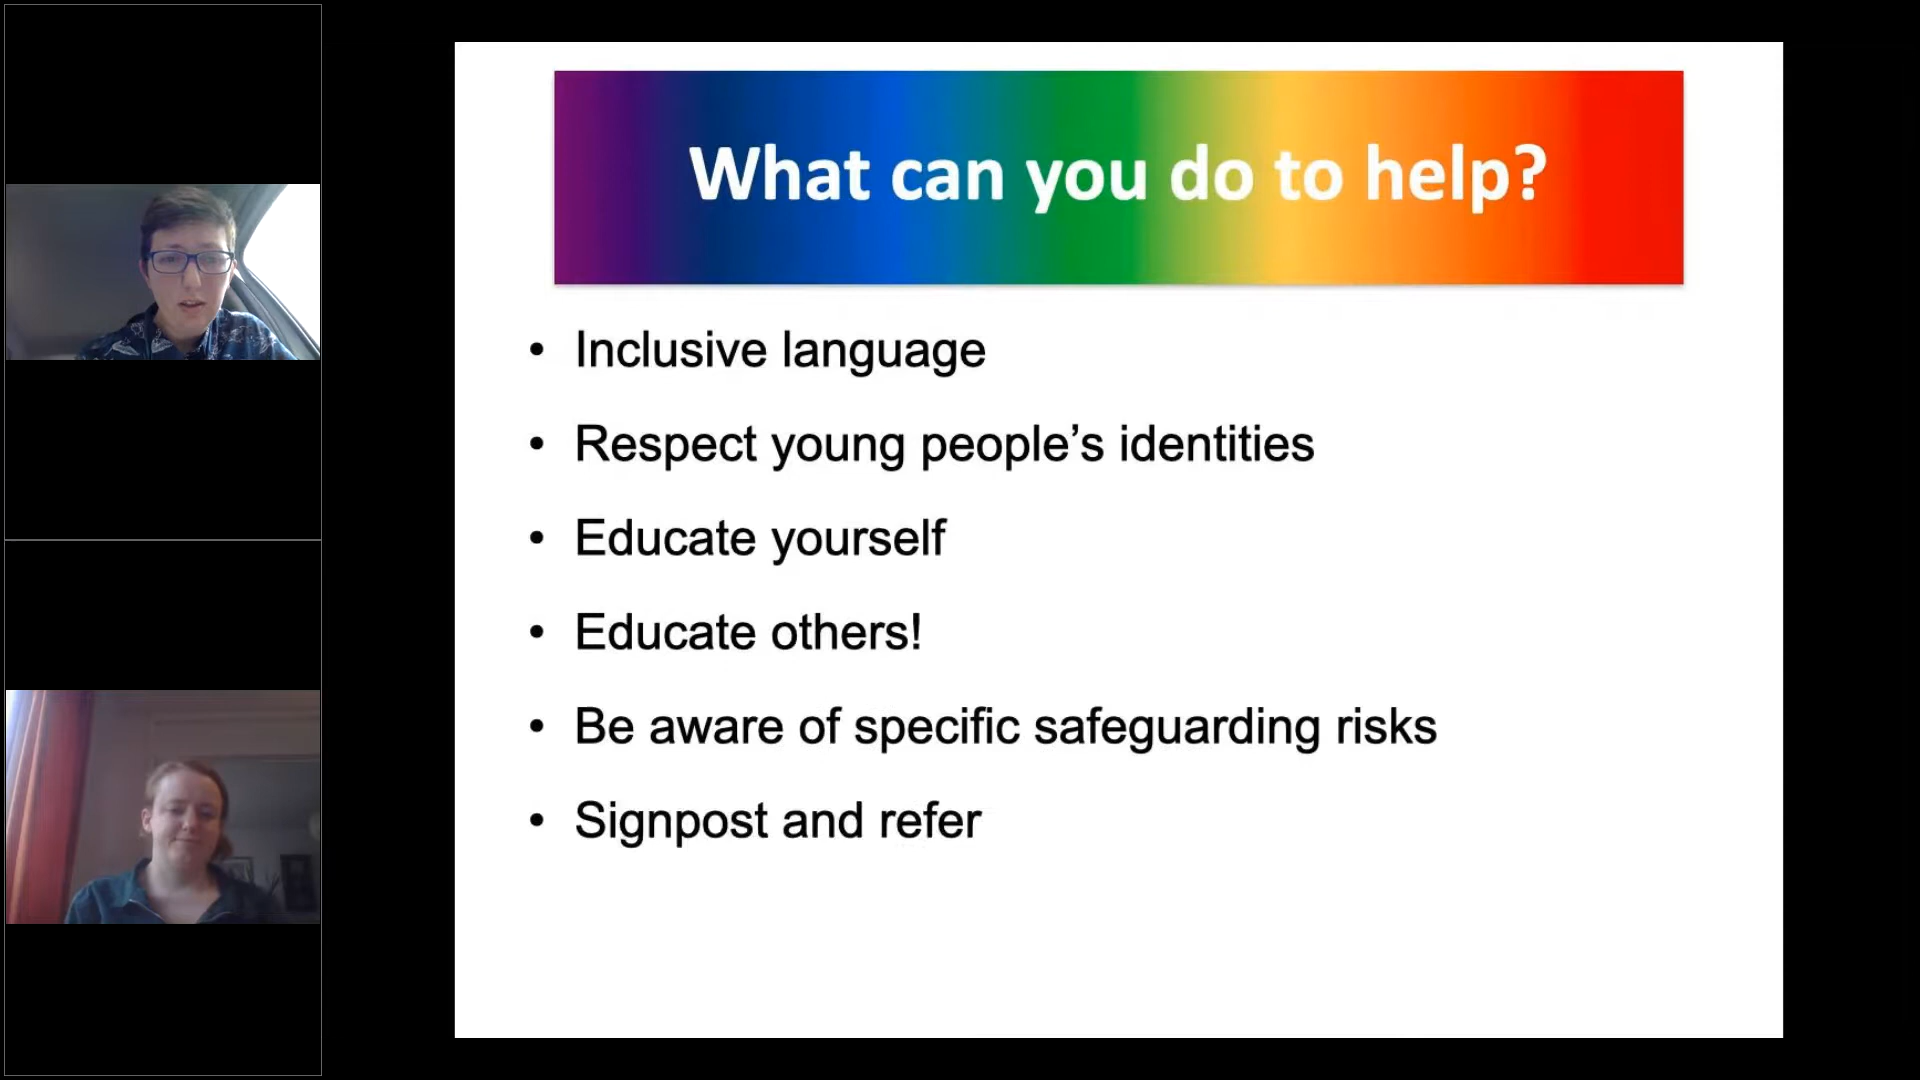 What can you do to help?
• Inclusive language
• Respect young people’s identities
• Educate yourself
• Educate others!
• Be aware of specific safeguarding risks
• Signpost and refer